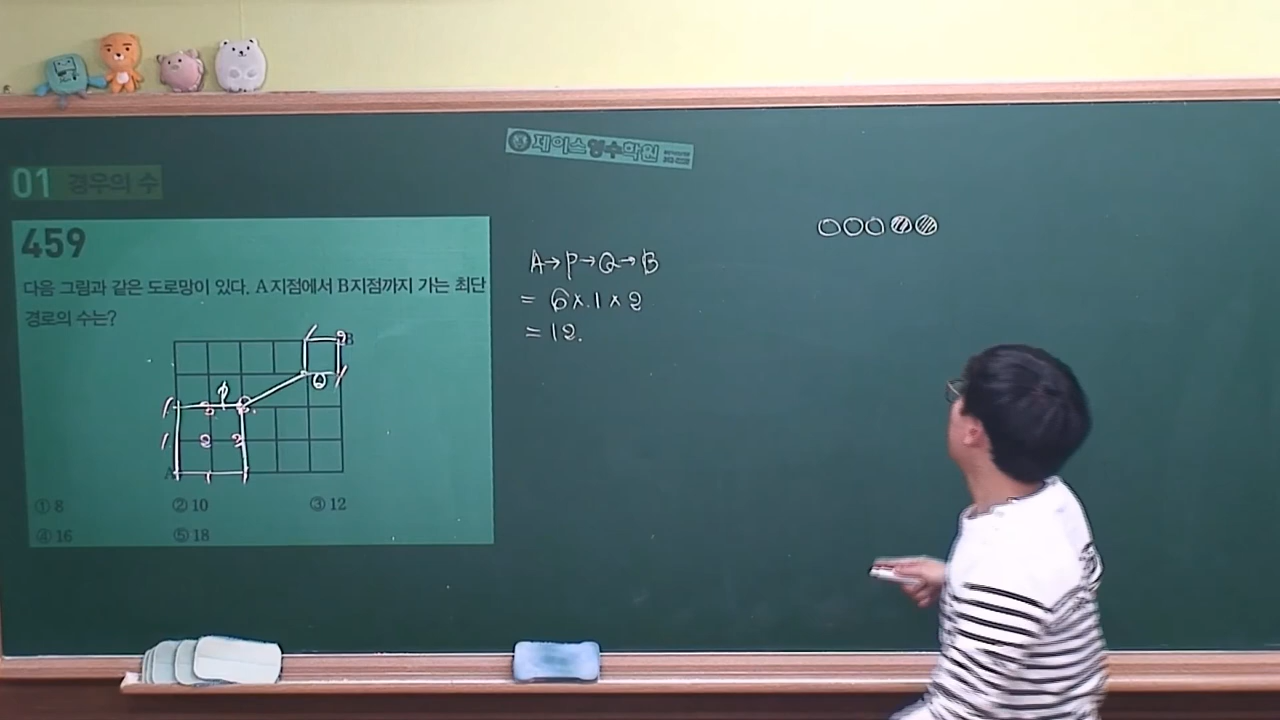 제이스영수학원
01 경우의 수
459
다음 그림과 같은 도로망이 있다. A지점에서 B지점까지 가는 최단
경로의 수는?
B
Q
P
A
① 8 ② 10 ③ 12
④ 16 ⑤ 18
A→P→Q→B
= 6×1×2
= 12.